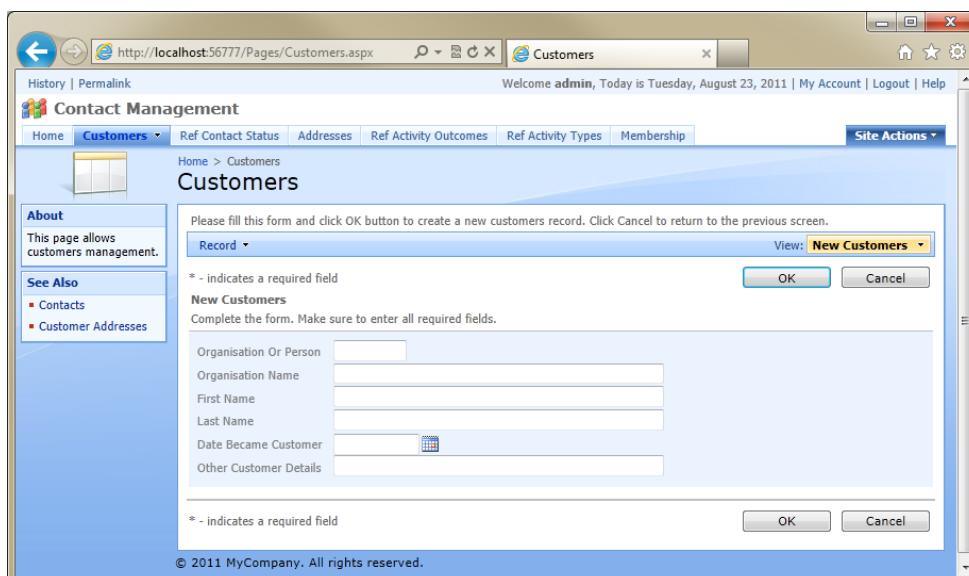 http://localhost:56777/Pages/Customers.aspx
Customers
History | Permalink
Welcome admin, Today is Tuesday, August 23, 2011 | My Account | Logout | Help
Contact Management
Home Customers Ref Contact Status Addresses Ref Activity Outcomes Ref Activity Types Membership Site Actions
Home > Customers
Customers
About
This page allows
customers management.
See Also
Contacts
Customer Addresses
Please fill this form and click OK button to create a new customers record. Click Cancel to return to the previous screen.
Record View: New Customers
* - indicates a required field OK Cancel
New Customers
Complete the form. Make sure to enter all required fields.
Organisation Or Person
Organisation Name
First Name
Last Name
Date Became Customer
Other Customer Details
* - indicates a required field OK Cancel
© 2011 MyCompany. All rights reserved.